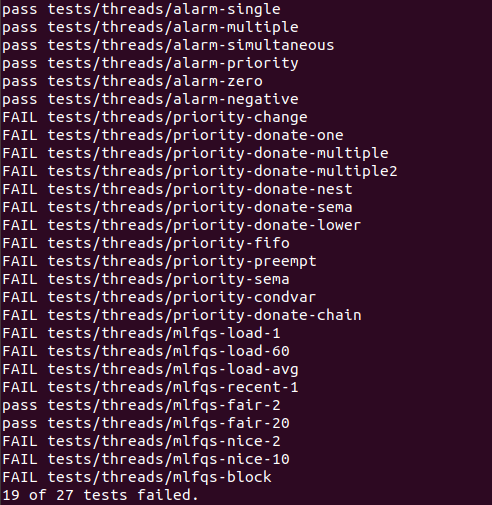 pass tests/threads/alarm-single
pass tests/threads/alarm-multiple
pass tests/threads/alarm-simultaneous
pass tests/threads/alarm-priority
pass tests/threads/alarm-zero
pass tests/threads/alarm-negative
FAIL tests/threads/priority-change
FAIL tests/threads/priority-donate-one
FAIL tests/threads/priority-donate-multiple
FAIL tests/threads/priority-donate-multiple2
FAIL tests/threads/priority-donate-nest
FAIL tests/threads/priority-donate-sema
FAIL tests/threads/priority-donate-lower
FAIL tests/threads/priority-fifo
FAIL tests/threads/priority-preempt
FAIL tests/threads/priority-sema
FAIL tests/threads/priority-condvar
FAIL tests/threads/priority-donate-chain
FAIL tests/threads/mlfqs-load-1
FAIL tests/threads/mlfqs-load-60
FAIL tests/threads/mlfqs-load-avg
FAIL tests/threads/mlfqs-recent-1
pass tests/threads/mlfqs-fair-2
pass tests/threads/mlfqs-fair-20
FAIL tests/threads/mlfqs-nice-2
FAIL tests/threads/mlfqs-nice-10
FAIL tests/threads/mlfqs-block
19 of 27 tests failed.